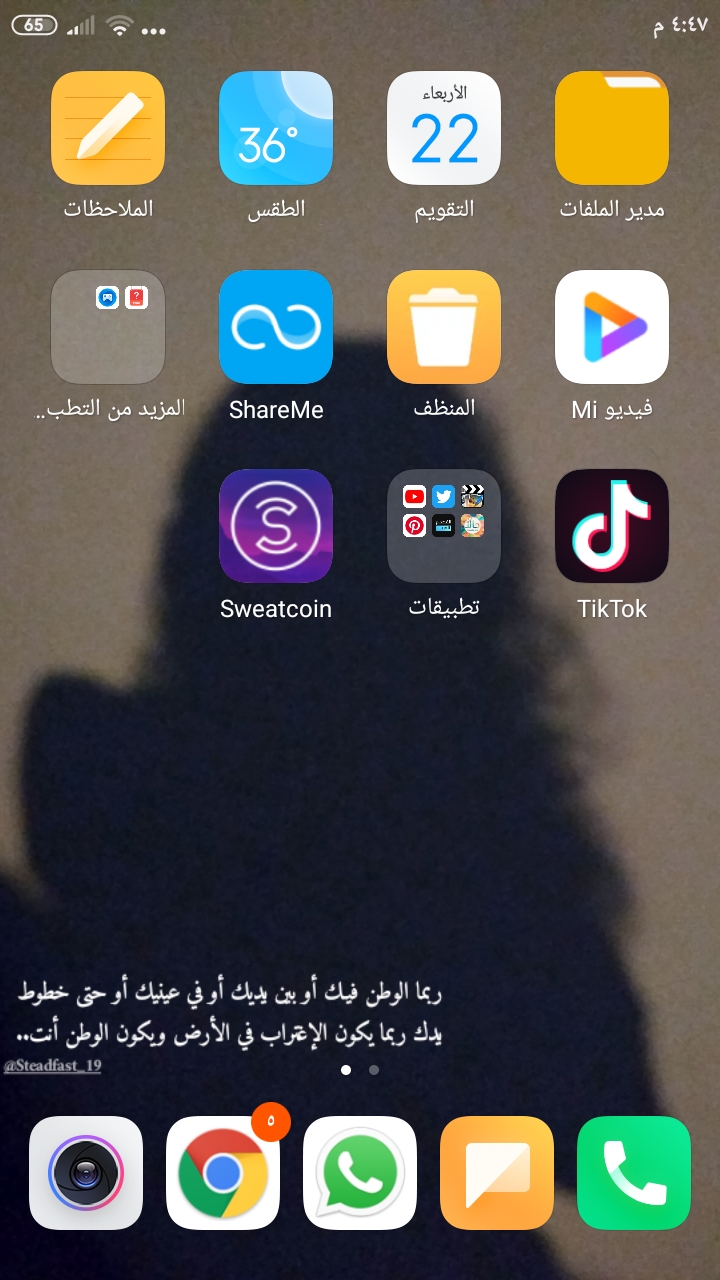 ٤:٤٧ م
65
الأربعاء
22
36°
مدير الملفات
التقويم
الطقس
الملاحظات
فيديو Mi
المنظف
ShareMe
المزيد من التطب..
TikTok
تطبيقات
Sweatcoin
ربما الوطن فيك أو بين يديك أو في عينيك أو حتى خطوط
يدك ربما يكون الإغتراب في الأرض ويكون الوطن أنت..
@Steadfast_19
٥